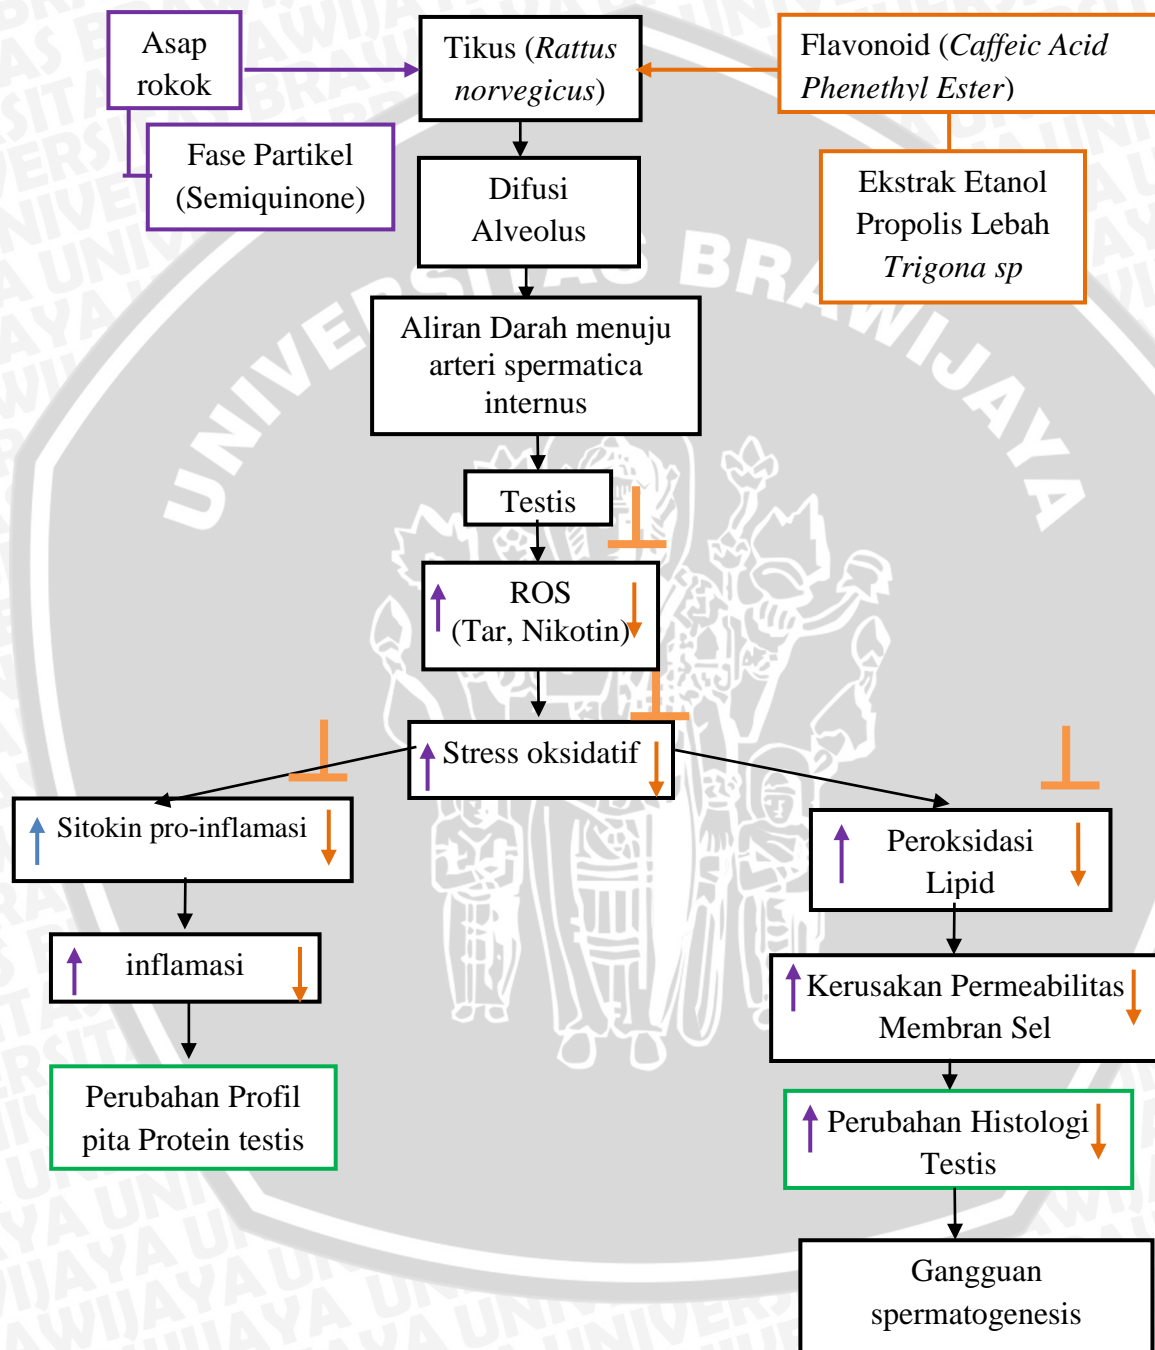 Asap
rokok
Tikus (Rattus
norvegicus)
Flavonoid (Caffeic Acid
Phenethyl Ester)
Fase Partikel
(Semiquinone)
Difusi
Alveolus
Ekstrak Etanol
Propolis Lebah
Trigona sp
UNIVERSITAS BRAWIJAYA
Aliran Darah menuju
arteri spermatica
internus
Testis
ROS
(Tar, Nikotin)
Stress oksidatif
Sitokin pro-inflamasi
Peroksidasi
Lipid
inflamasi
Kerusakan Permeabilitas
Membran Sel
Perubahan Profil
pita Protein testis
Perubahan Histologi
Testis
Gangguan
spermatogenesis